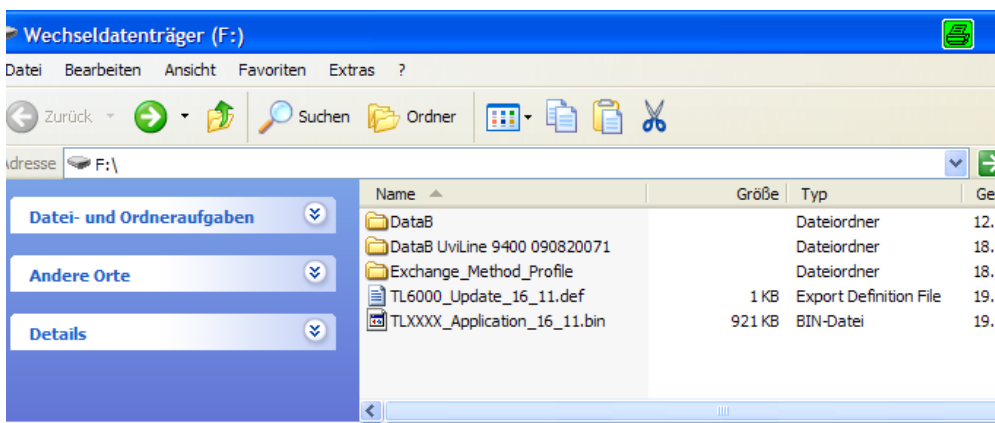 Wechseldatenträger (F:)
Datei Bearbeiten Ansicht Favoriten Extras ?
Zurück Suchen Ordner
Adresse F:\
Name Größe Typ Ge
Datei- und Ordneraufgaben
Andere Orte
Details
DataB Dateiordner 12.
DataB UviLine 9400 090820071 Dateiordner 18.
Exchange_Method_Profile Dateiordner 18.
TL6000_Update_16_11.def 1 KB Export Definition File 19.
TLXXXX_Application_16_11.bin 921 KB BIN-Datei 19.